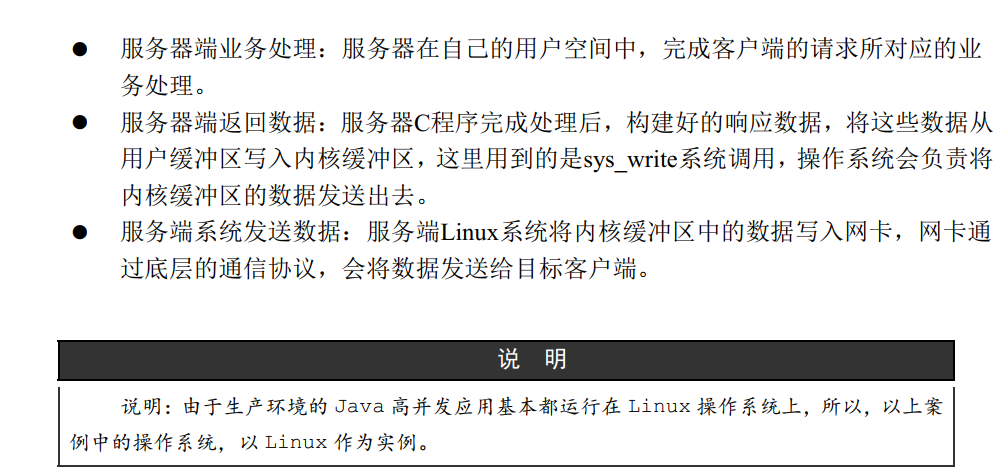 ● 服务器端业务处理：服务器在自己的用户空间中，完成客户端的请求所对应的业
务处理。
● 服务器端返回数据：服务器C程序完成处理后，构建好的响应数据，将这些数据从
用户缓冲区写入内核缓冲区，这里用到的是sys_write系统调用，操作系统会负责将
内核缓冲区的数据发送出去。
● 服务端系统发送数据：服务端Linux系统将内核缓冲区中的数据写入网卡，网卡通
过底层的通信协议，会将数据发送给目标客户端。
说 明
说明：由于生产环境的 Java 高并发应用基本都运行在 Linux 操作系统上，所以，以上案
例中的操作系统，以 Linux 作为实例。